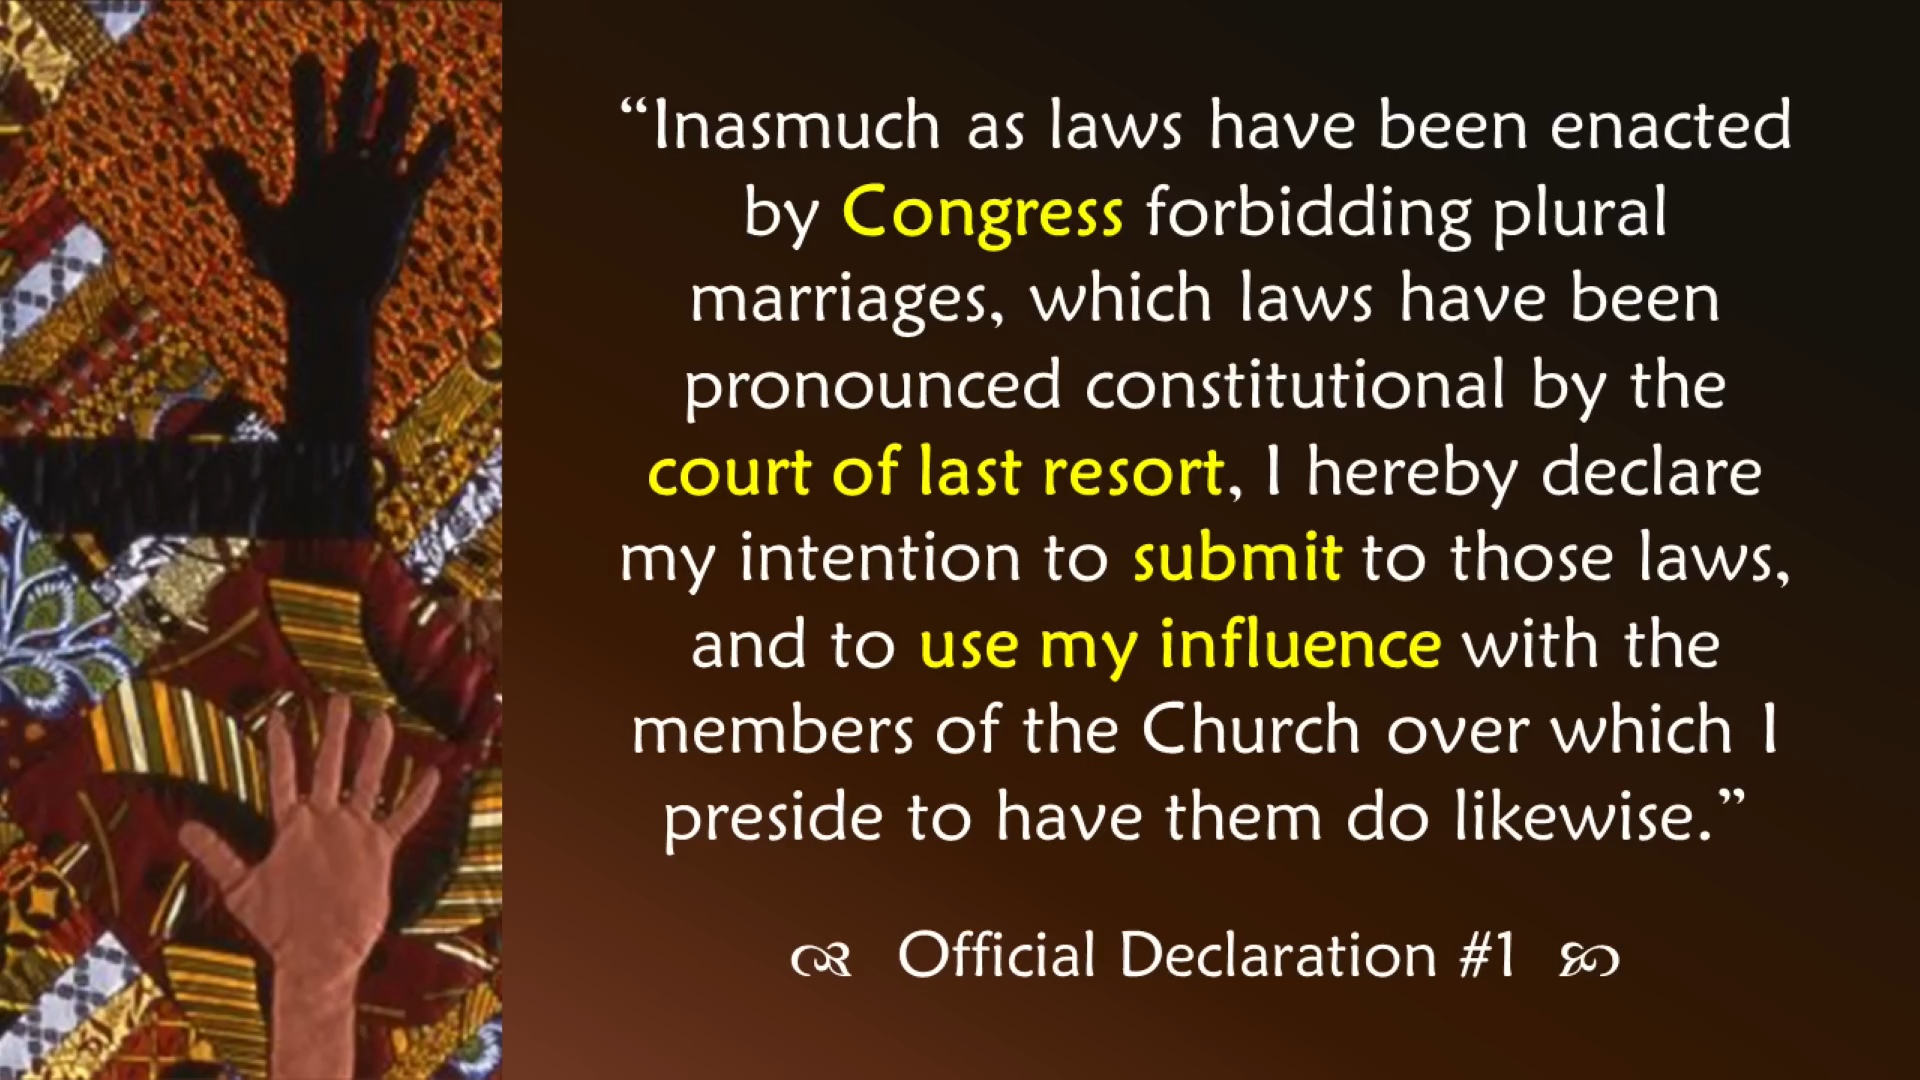 “Inasmuch as laws have been enacted
by Congress forbidding plural
marriages, which laws have been
pronounced constitutional by the
court of last resort, I hereby declare
my intention to submit to those laws,
and to use my influence with the
members of the Church over which I
preside to have them do likewise.”
Official Declaration #1